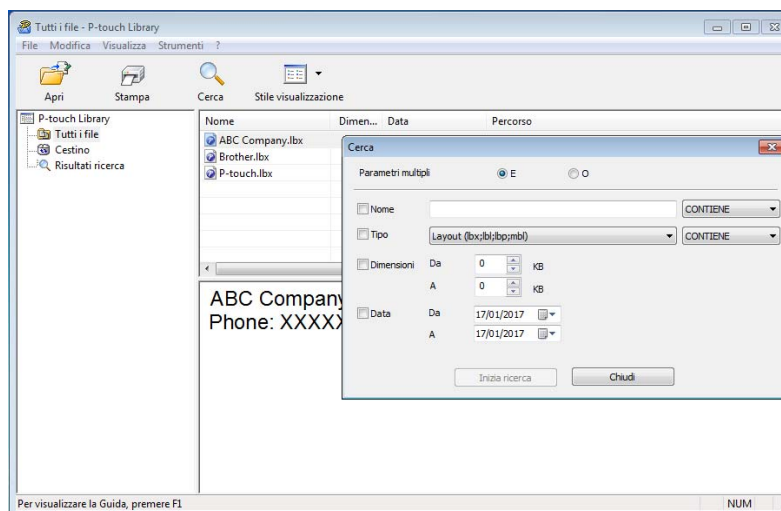 Tutti i file - P-touch Library
File Modifica Visualizza Strumenti ?
Apri Stampa Cerca Stile visualizzazione
P-touch Library
Tutti i file
Cestino
Risultati ricerca
Nome Dimen... Data Percorso
ABC Company.lbx
Brother.lbx
P-touch.lbx
Cerca
Parametri multipli E O
Nome CONTIENE
Tipo Layout (lbx;lbl;lbp;mbl) CONTIENE
Dimensioni Da 0 KB
A 0 KB
Data Da 17/01/2017
A 17/01/2017
Inizia ricerca Chiudi
ABC Company
Phone: XXXXX
Per visualizzare la Guida, premere F1 NUM